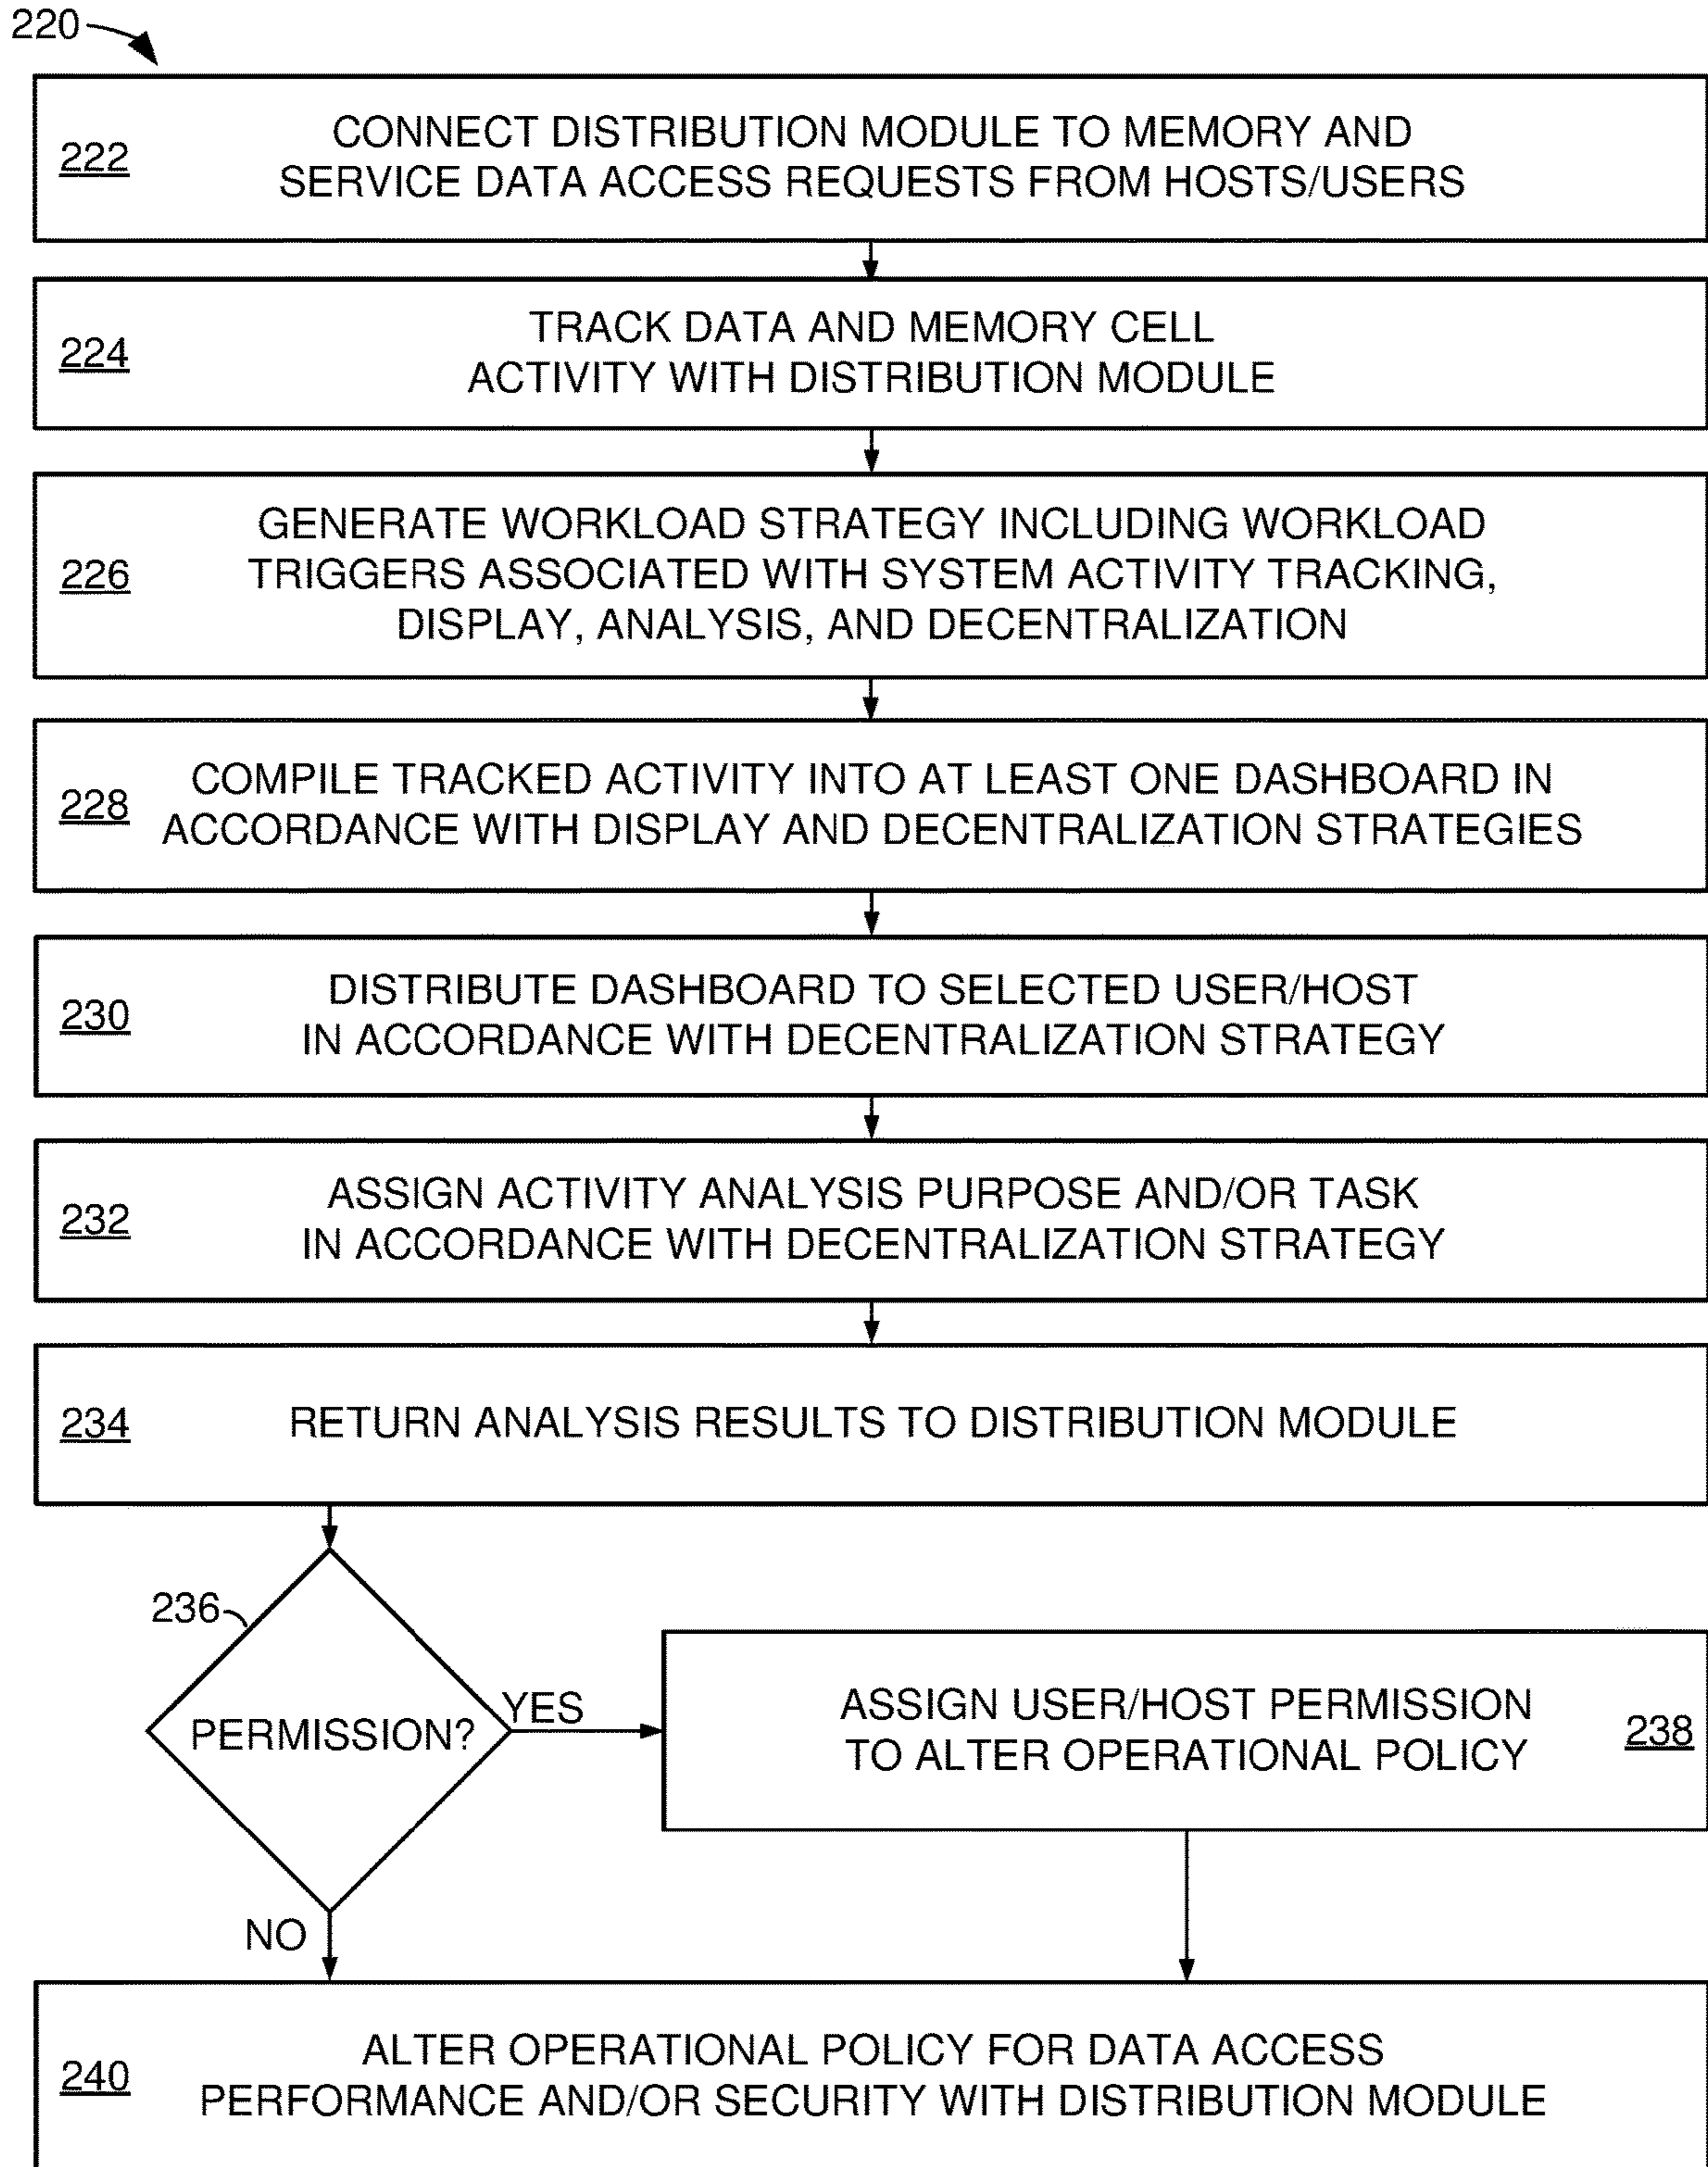 220
222
CONNECT DISTRIBUTION MODULE TO MEMORY AND
SERVICE DATA ACCESS REQUESTS FROM HOSTS/USERS
224
TRACK DATA AND MEMORY CELL
ACTIVITY WITH DISTRIBUTION MODULE
226
GENERATE WORKLOAD STRATEGY INCLUDING WORKLOAD
TRIGGERS ASSOCIATED WITH SYSTEM ACTIVITY TRACKING,
DISPLAY, ANALYSIS, AND DECENTRALIZATION
228
COMPILE TRACKED ACTIVITY INTO AT LEAST ONE DASHBOARD IN
ACCORDANCE WITH DISPLAY AND DECENTRALIZATION STRATEGIES
230
DISTRIBUTE DASHBOARD TO SELECTED USER/HOST
IN ACCORDANCE WITH DECENTRALIZATION STRATEGY
232
ASSIGN ACTIVITY ANALYSIS PURPOSE AND/OR TASK
IN ACCORDANCE WITH DECENTRALIZATION STRATEGY
234
RETURN ANALYSIS RESULTS TO DISTRIBUTION MODULE
236
PERMISSION?
YES
ASSIGN USER/HOST PERMISSION
TO ALTER OPERATIONAL POLICY
238
NO
240
ALTER OPERATIONAL POLICY FOR DATA ACCESS
PERFORMANCE AND/OR SECURITY WITH DISTRIBUTION MODULE